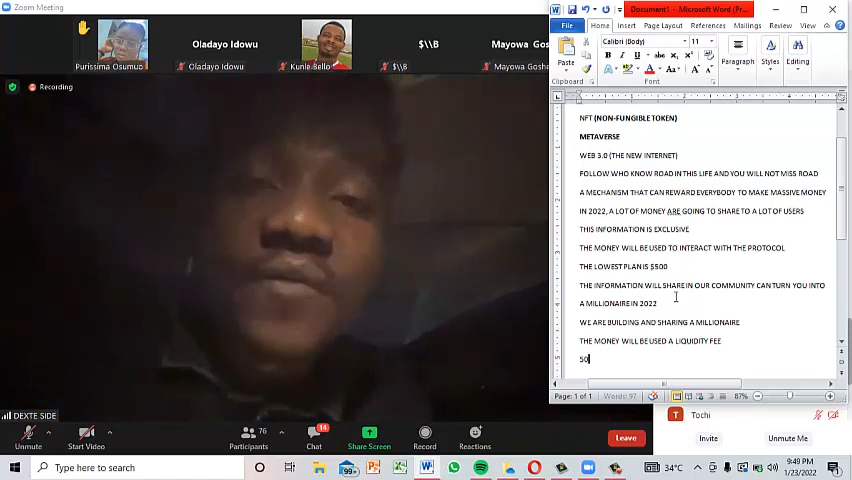 Zoom Meeting
Purissima Osumuo
Oladayo Idowu
Oladayo Idowu
Kunle Bello
$\\B
$\\B
Mayowa Gosha
Mayowa Gosh
Recording
DEXTE SIDE
Unmute
Start Video
76
Participants
14
Chat
Share Screen
Record
Reactions
Leave
Document1 - Microsoft Word (Pr...
File
Home
Insert
Page Layout
References
Mailings
Review
View
Paste
Clipboard
Calibri (Body)
11
B I U abc x₂ x²
A A Aa A A
Font
Paragraph
Styles
Editing
NFT (NON-FUNGIBLE TOKEN)
METAVERSE
WEB 3.0 (THE NEW INTERNET)
FOLLOW WHO KNOW ROAD IN THIS LIFE AND YOU WILL NOT MISS ROAD
A MECHANISM THAT CAN REWARD EVERYBODY TO MAKE MASSIVE MONEY
IN 2022, A LOT OF MONEY ARE GOING TO SHARE TO A LOT OF USERS
THIS INFORMATION IS EXCLUSIVE
THE MONEY WILL BE USED TO INTERACT WITH THE PROTOCOL
THE LOWEST PLAN IS $500
THE INFORMATION WILL SHARE IN OUR COMMUNITY CAN TURN YOU INTO
A MILLIONAIRE IN 2022
WE ARE BUILDING AND SHARING A MILLIONAIRE
THE MONEY WILL BE USED A LIQUIDITY FEE
50
Page: 1 of 1
Words: 97
87%
T
Tochi
Invite
Unmute Me
Type here to search
99+
34°C
9:49 PM
1/23/2022